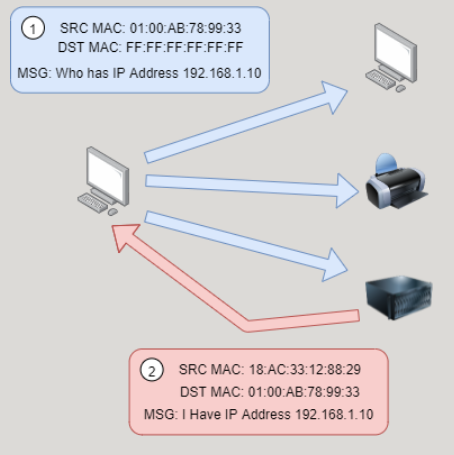 1
SRC MAC: 01:00:AB:78:99:33
DST MAC: FF:FF:FF:FF:FF:FF
MSG: Who has IP Address 192.168.1.10
2
SRC MAC: 18:AC:33:12:88:29
DST MAC: 01:00:AB:78:99:33
MSG: I Have IP Address 192.168.1.10